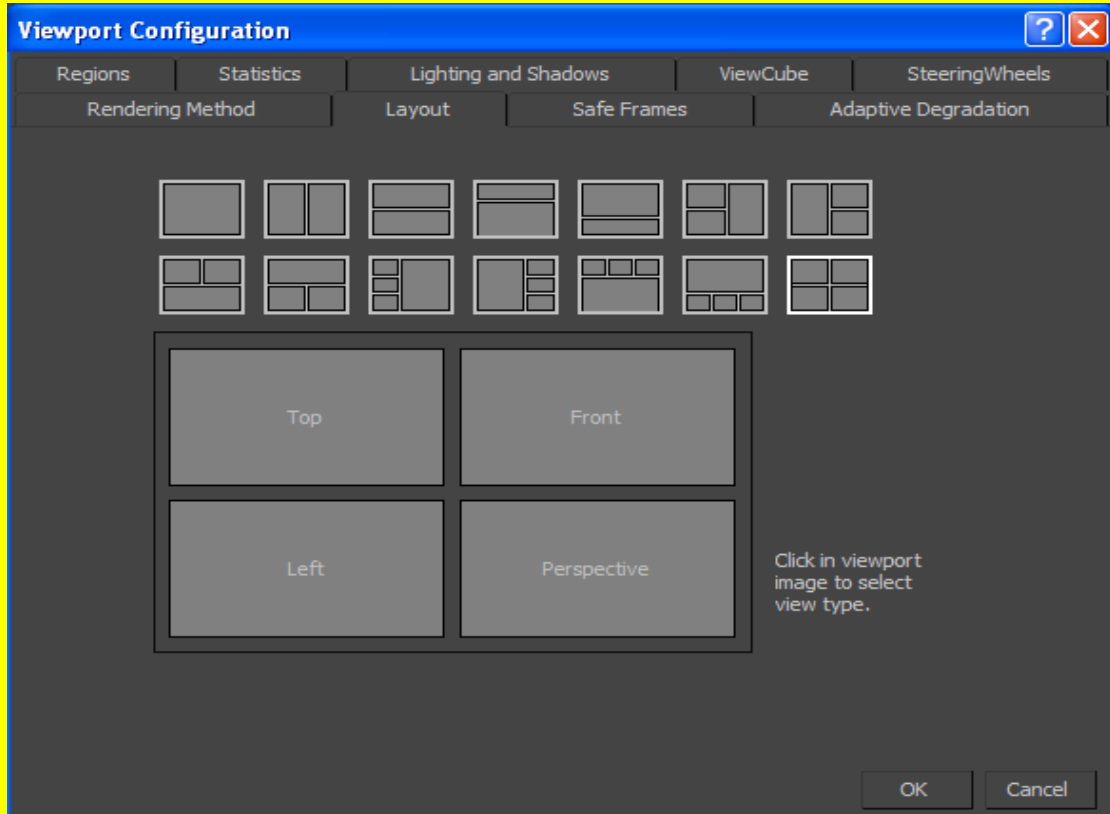 Viewport Configuration
Regions Statistics Lighting and Shadows ViewCube SteeringWheels
Rendering Method Layout Safe Frames Adaptive Degradation
Top Front
Left Perspective
Click in viewport
image to select
view type.
OK Cancel